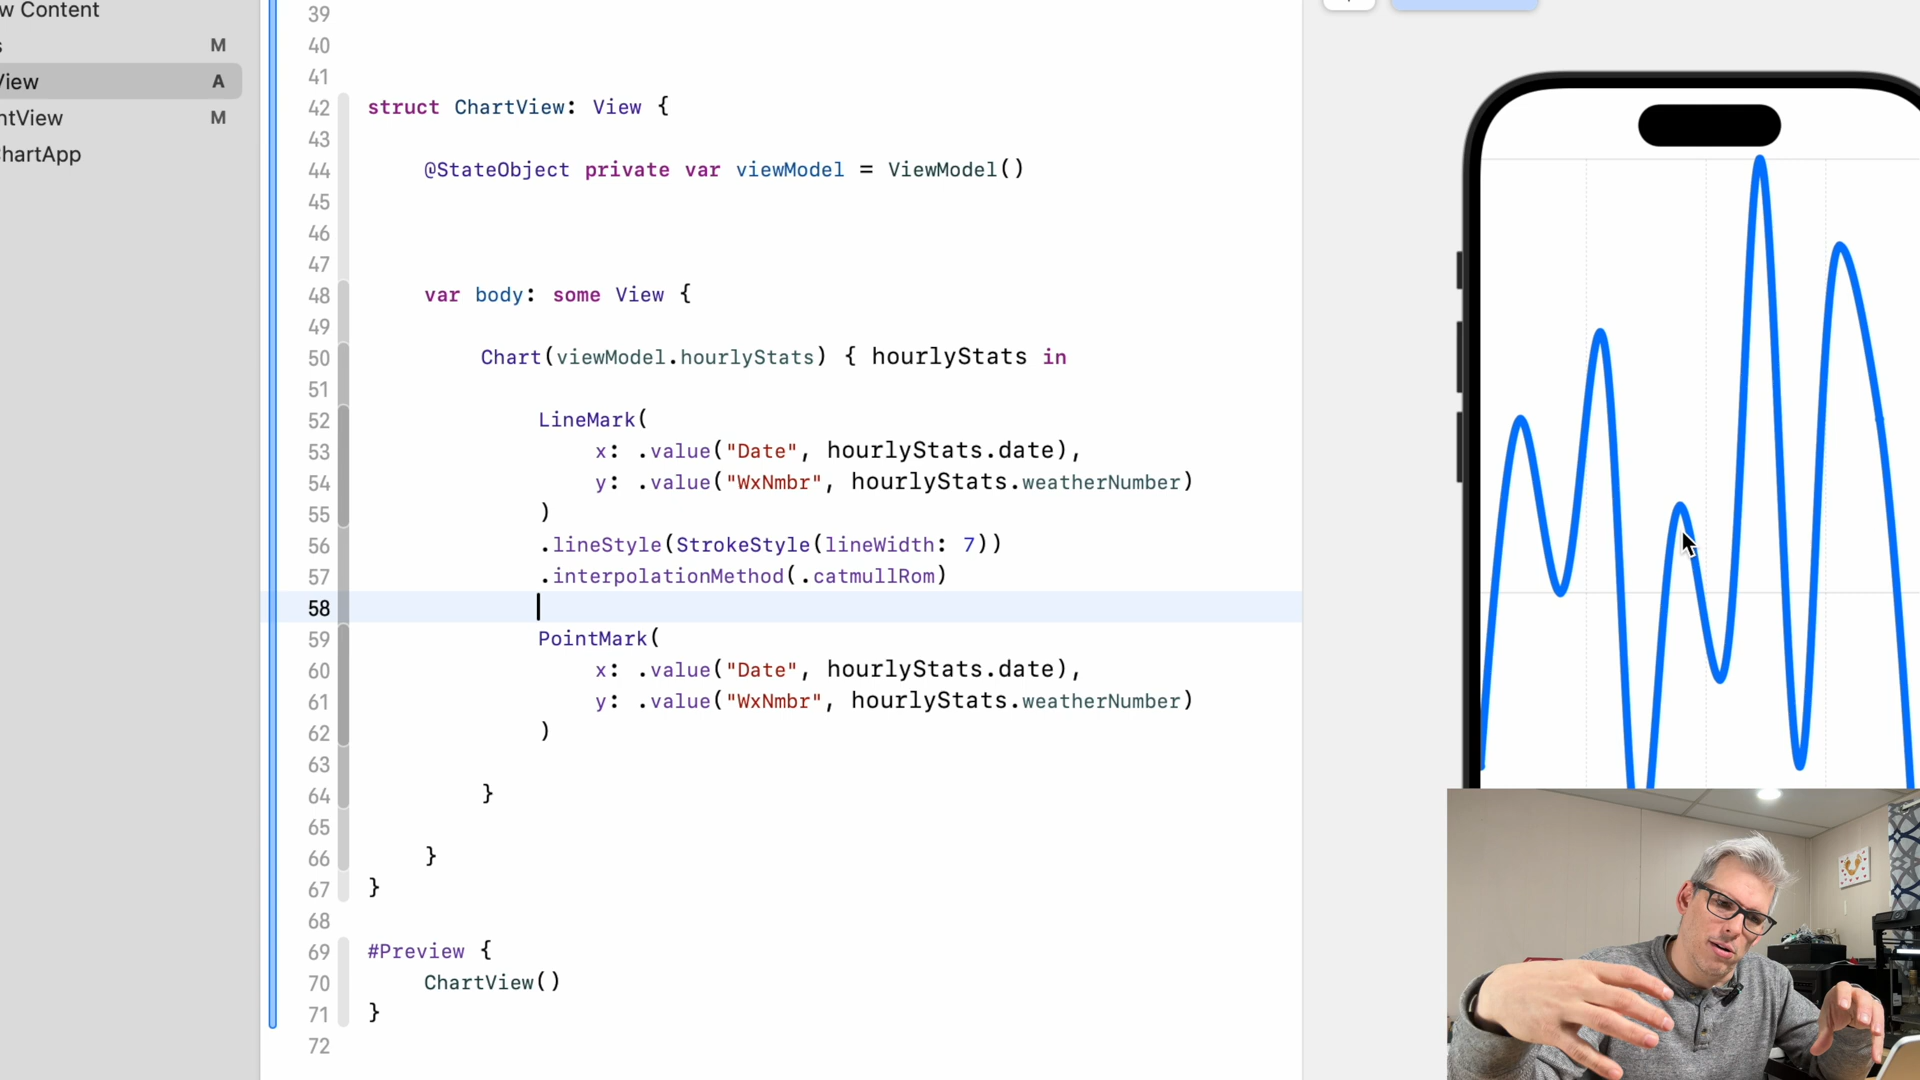 w Content
s M
View A
ntView M
ChartApp
39
40
41
42 struct ChartView: View {
43
44 @StateObject private var viewModel = ViewModel()
45
46
47
48 var body: some View {
49
50 Chart(viewModel.hourlyStats) { hourlyStats in
51
52 LineMark(
53 x: .value("Date", hourlyStats.date),
54 y: .value("WxNmbr", hourlyStats.weatherNumber)
55 )
56 .lineStyle(StrokeStyle(lineWidth: 7))
57 .interpolationMethod(.catmullRom)
58
59 PointMark(
60 x: .value("Date", hourlyStats.date),
61 y: .value("WxNmbr", hourlyStats.weatherNumber)
62 )
63
64 }
65
66 }
67 }
68
69 #Preview {
70 ChartView()
71 }
72